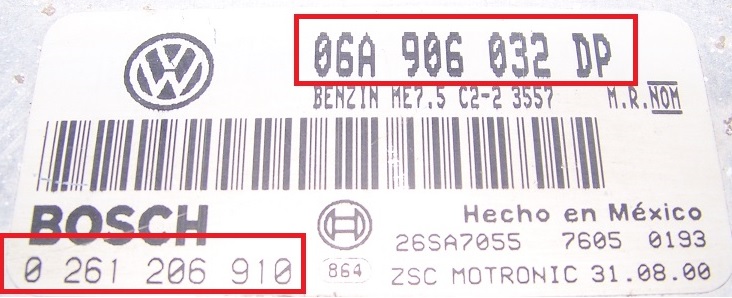 06A 906 032 DP
BENZIN ME7.5 C2-2 3557 M.R. NOM
BOSCH
Hecho en México
26SA7055 7605 0193
0 261 206 910
864
ZSC MOTRONIC 31.08.00